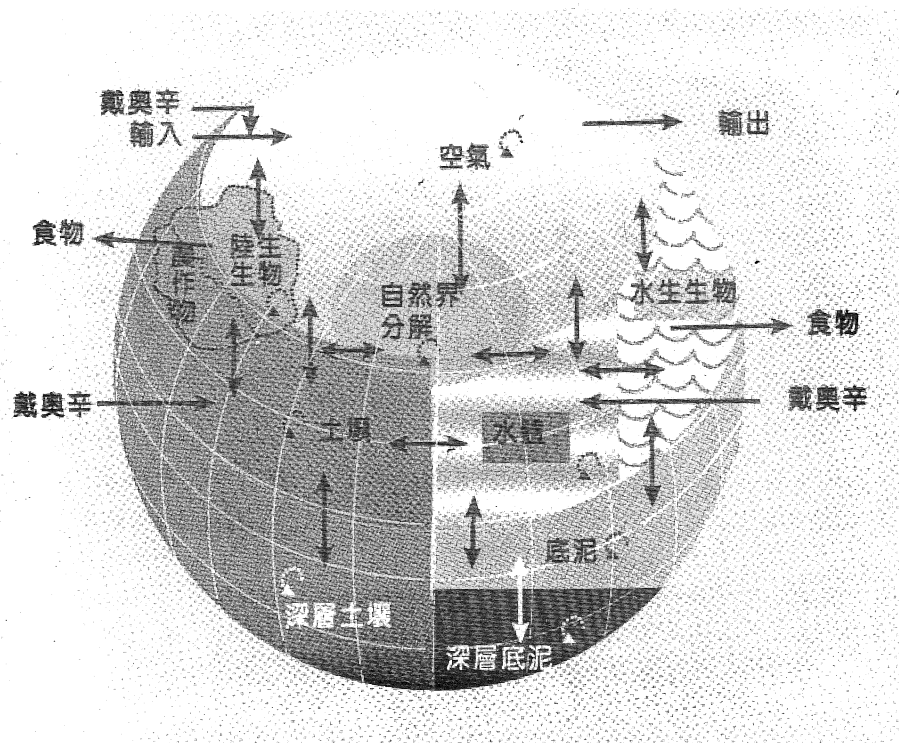 戴奧辛
輸入
輸出
空氣
食物
陸生
生物
農作物
自然界
分解
水生生物
食物
戴奧辛
戴奧辛
土壤
水體
底泥
深層土壤
深層底泥